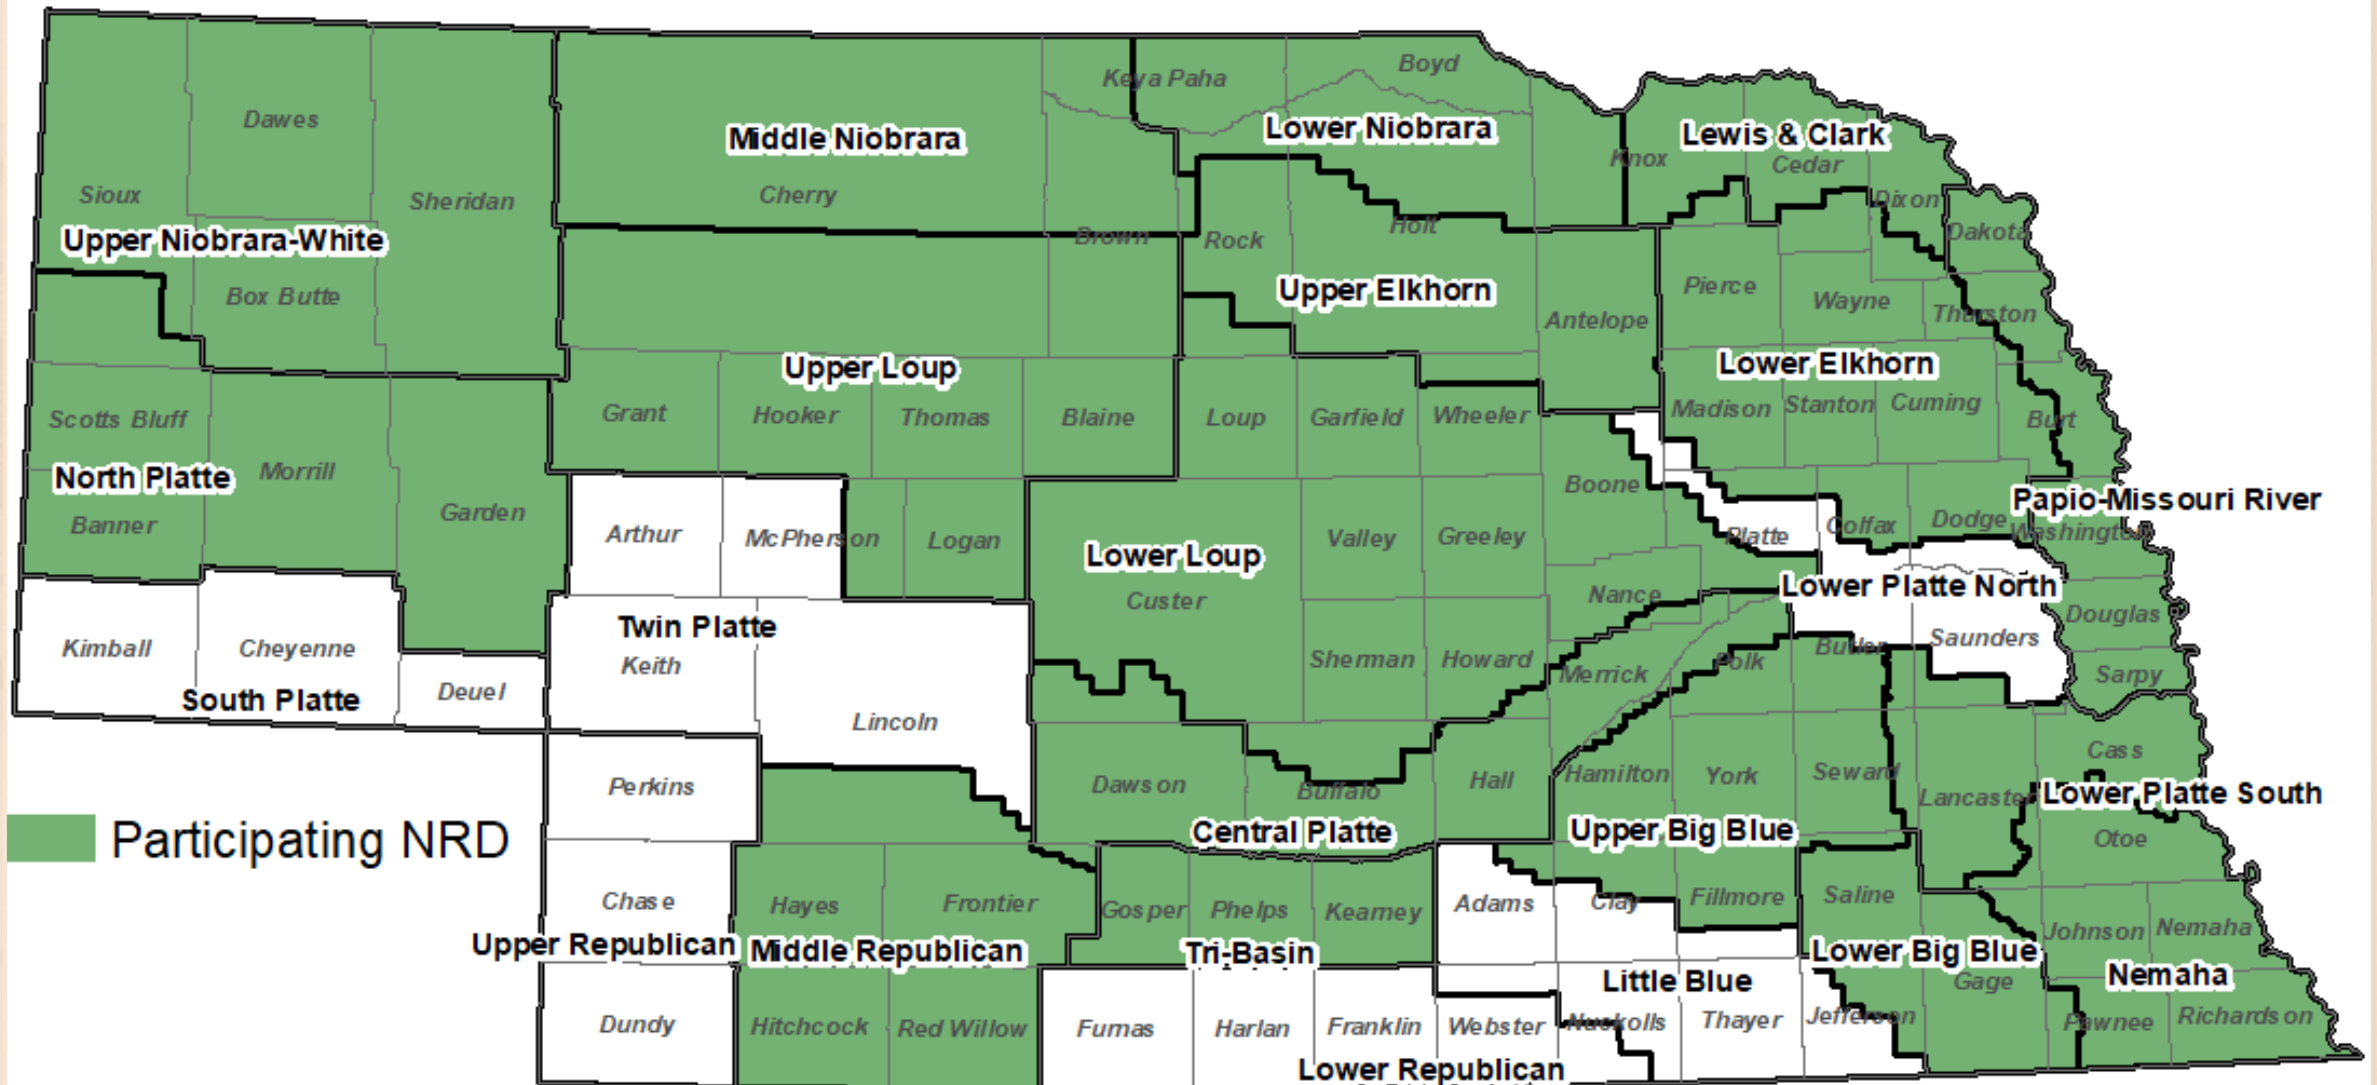 Keya Paha
Boyd
Dawes
Middle Niobrara
Lower Niobrara
Lewis & Clark
Knox
Cedar
Sioux
Sheridan
Cherry
Dixon
Upper Niobrara-White
Brown
Rock
Holt
Dakota
Box Butte
Upper Elkhorn
Pierce
Wayne
Antelope
Thurston
Upper Loup
Lower Elkhorn
Scotts Bluff
Grant
Hooker
Thomas
Blaine
Loup
Garfield
Wheeler
Madison
Stanton
Cuming
Burt
North Platte
Morrill
Boone
Papio-Missouri River
Banner
Garden
Arthur
McPherson
Logan
Lower Loup
Valley
Greeley
Platte
Colfax
Dodge
Washington
Custer
Nance
Lower Platte North
Douglas
Kimball
Cheyenne
Twin Platte
Keith
Sherman
Howard
Merrick
Polk
Butler
Saunders
Sarpy
South Platte
Deuel
Lincoln
Perkins
Dawson
Buffalo
Hall
Hamilton
York
Seward
Cass
Lancaster
Lower Platte South
Participating NRD
Central Platte
Upper Big Blue
Otoe
Chase
Hayes
Frontier
Gosper
Phelps
Kearney
Adams
Clay
Fillmore
Saline
Upper Republican
Middle Republican
Tri-Basin
Johnson
Nemaha
Lower Big Blue
Little Blue
Gage
Nemaha
Dundy
Hitchcock
Red Willow
Furnas
Harlan
Franklin
Webster
Nuckolls
Thayer
Jefferson
Pawnee
Richardson
Lower Republican